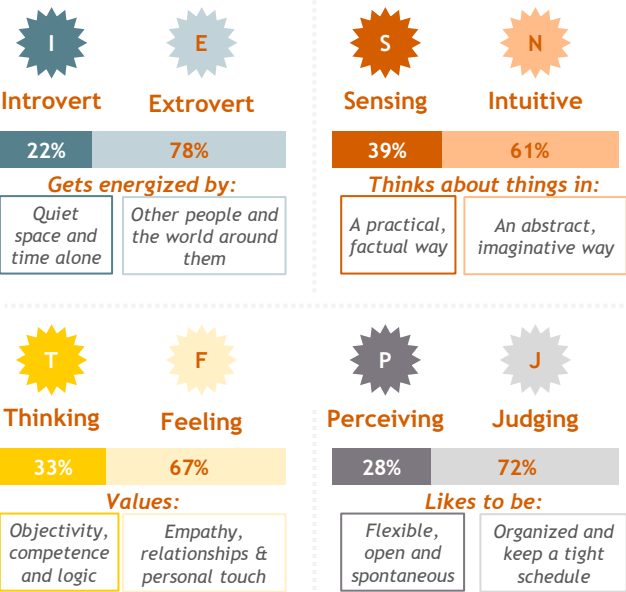 I
E
Introvert
Extrovert
22%
78%
Gets energized by:
Quiet
space and
time alone
Other people and
the world around
them
S
N
Sensing
Intuitive
39%
61%
Thinks about things in:
A practical,
factual way
An abstract,
imaginative way
T
F
Thinking
Feeling
33%
67%
Values:
Objectivity,
competence
and logic
Empathy,
relationships &
personal touch
P
J
Perceiving
Judging
28%
72%
Likes to be:
Flexible,
open and
spontaneous
Organized and
keep a tight
schedule